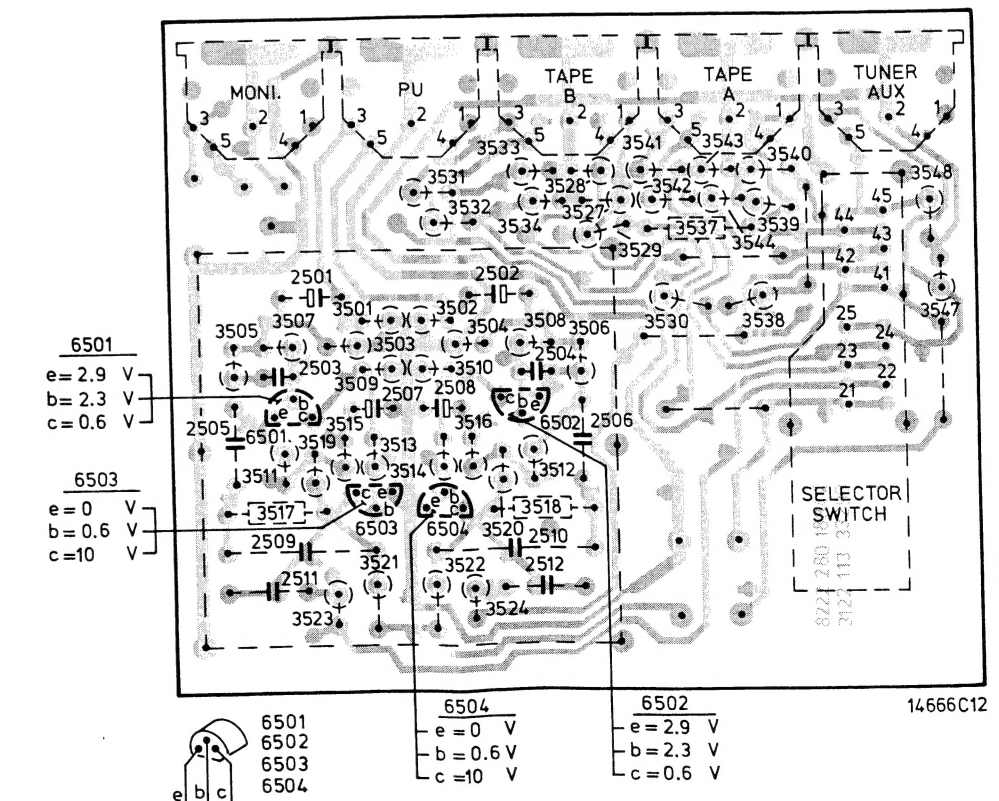 MONI.
PU
TAPE B
TAPE A
TUNER AUX
3 5 2 4 1
3 5 2 4 1
3 5 2 4 1
3 5 2 4 1
3 5 2 4 1
3533 3541 3543 3540
3531 3528 3542 3548
3532 3534 3527 3537 3539
3529 3544
45
44
43
42
41
2501 2502
3501 3502 3530 3538 3547
3505 3507 3503 3504 3508 3506
25
24
23
22
21
2503 3509 3510 2504
2507 2508
6501
e = 2.9 V
b = 2.3 V
c = 0.6 V
e b c
c b e
2505 6501 3515 3516 6502 2506
3519 3513
3511 3514 3512
6503
e = 0 V
b = 0.6 V
c = 10 V
c e b
e b c
3517 6503 6504 3518
3520
2509 2510
3521 3522 2512
2511
3523 3524
SELECTOR SWITCH
8222 280 18
3122 113 3
14666C12
6504
e = 0 V
b = 0.6 V
c = 10 V
6502
e = 2.9 V
b = 2.3 V
c = 0.6 V
6501
6502
6503
6504
e b c